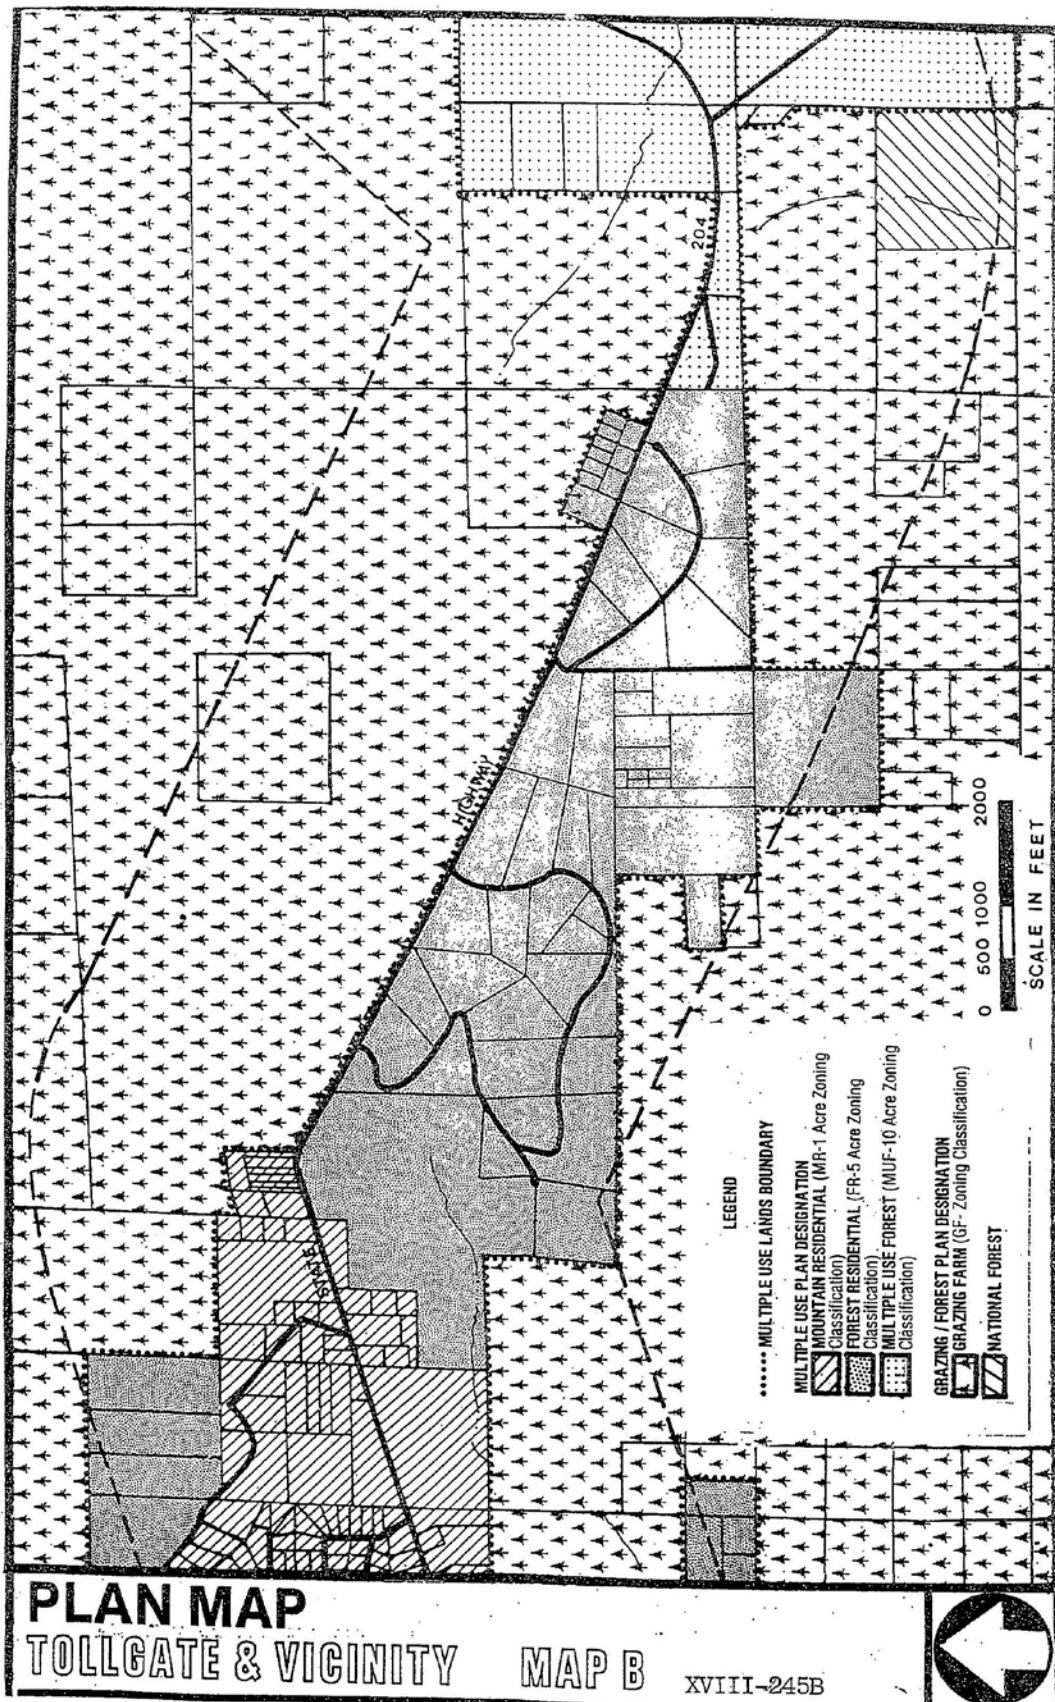 204
HIGHWAY
STATE
LEGEND
•••••• MULTIPLE USE LANDS BOUNDARY
MULTIPLE USE PLAN DESIGNATION
MOUNTAIN RESIDENTIAL (MR-1 Acre Zoning
Classification)
FOREST RESIDENTIAL (FR-5 Acre Zoning
Classification)
MULTIPLE USE FOREST (MUF-10 Acre Zoning
Classification)
GRAZING / FOREST PLAN DESIGNATION
GRAZING FARM (GF- Zoning Classification)
NATIONAL FOREST
0 500 1000 2000
SCALE IN FEET
PLAN MAP
TOLLGATE & VICINITY MAP B
XVIII-245B